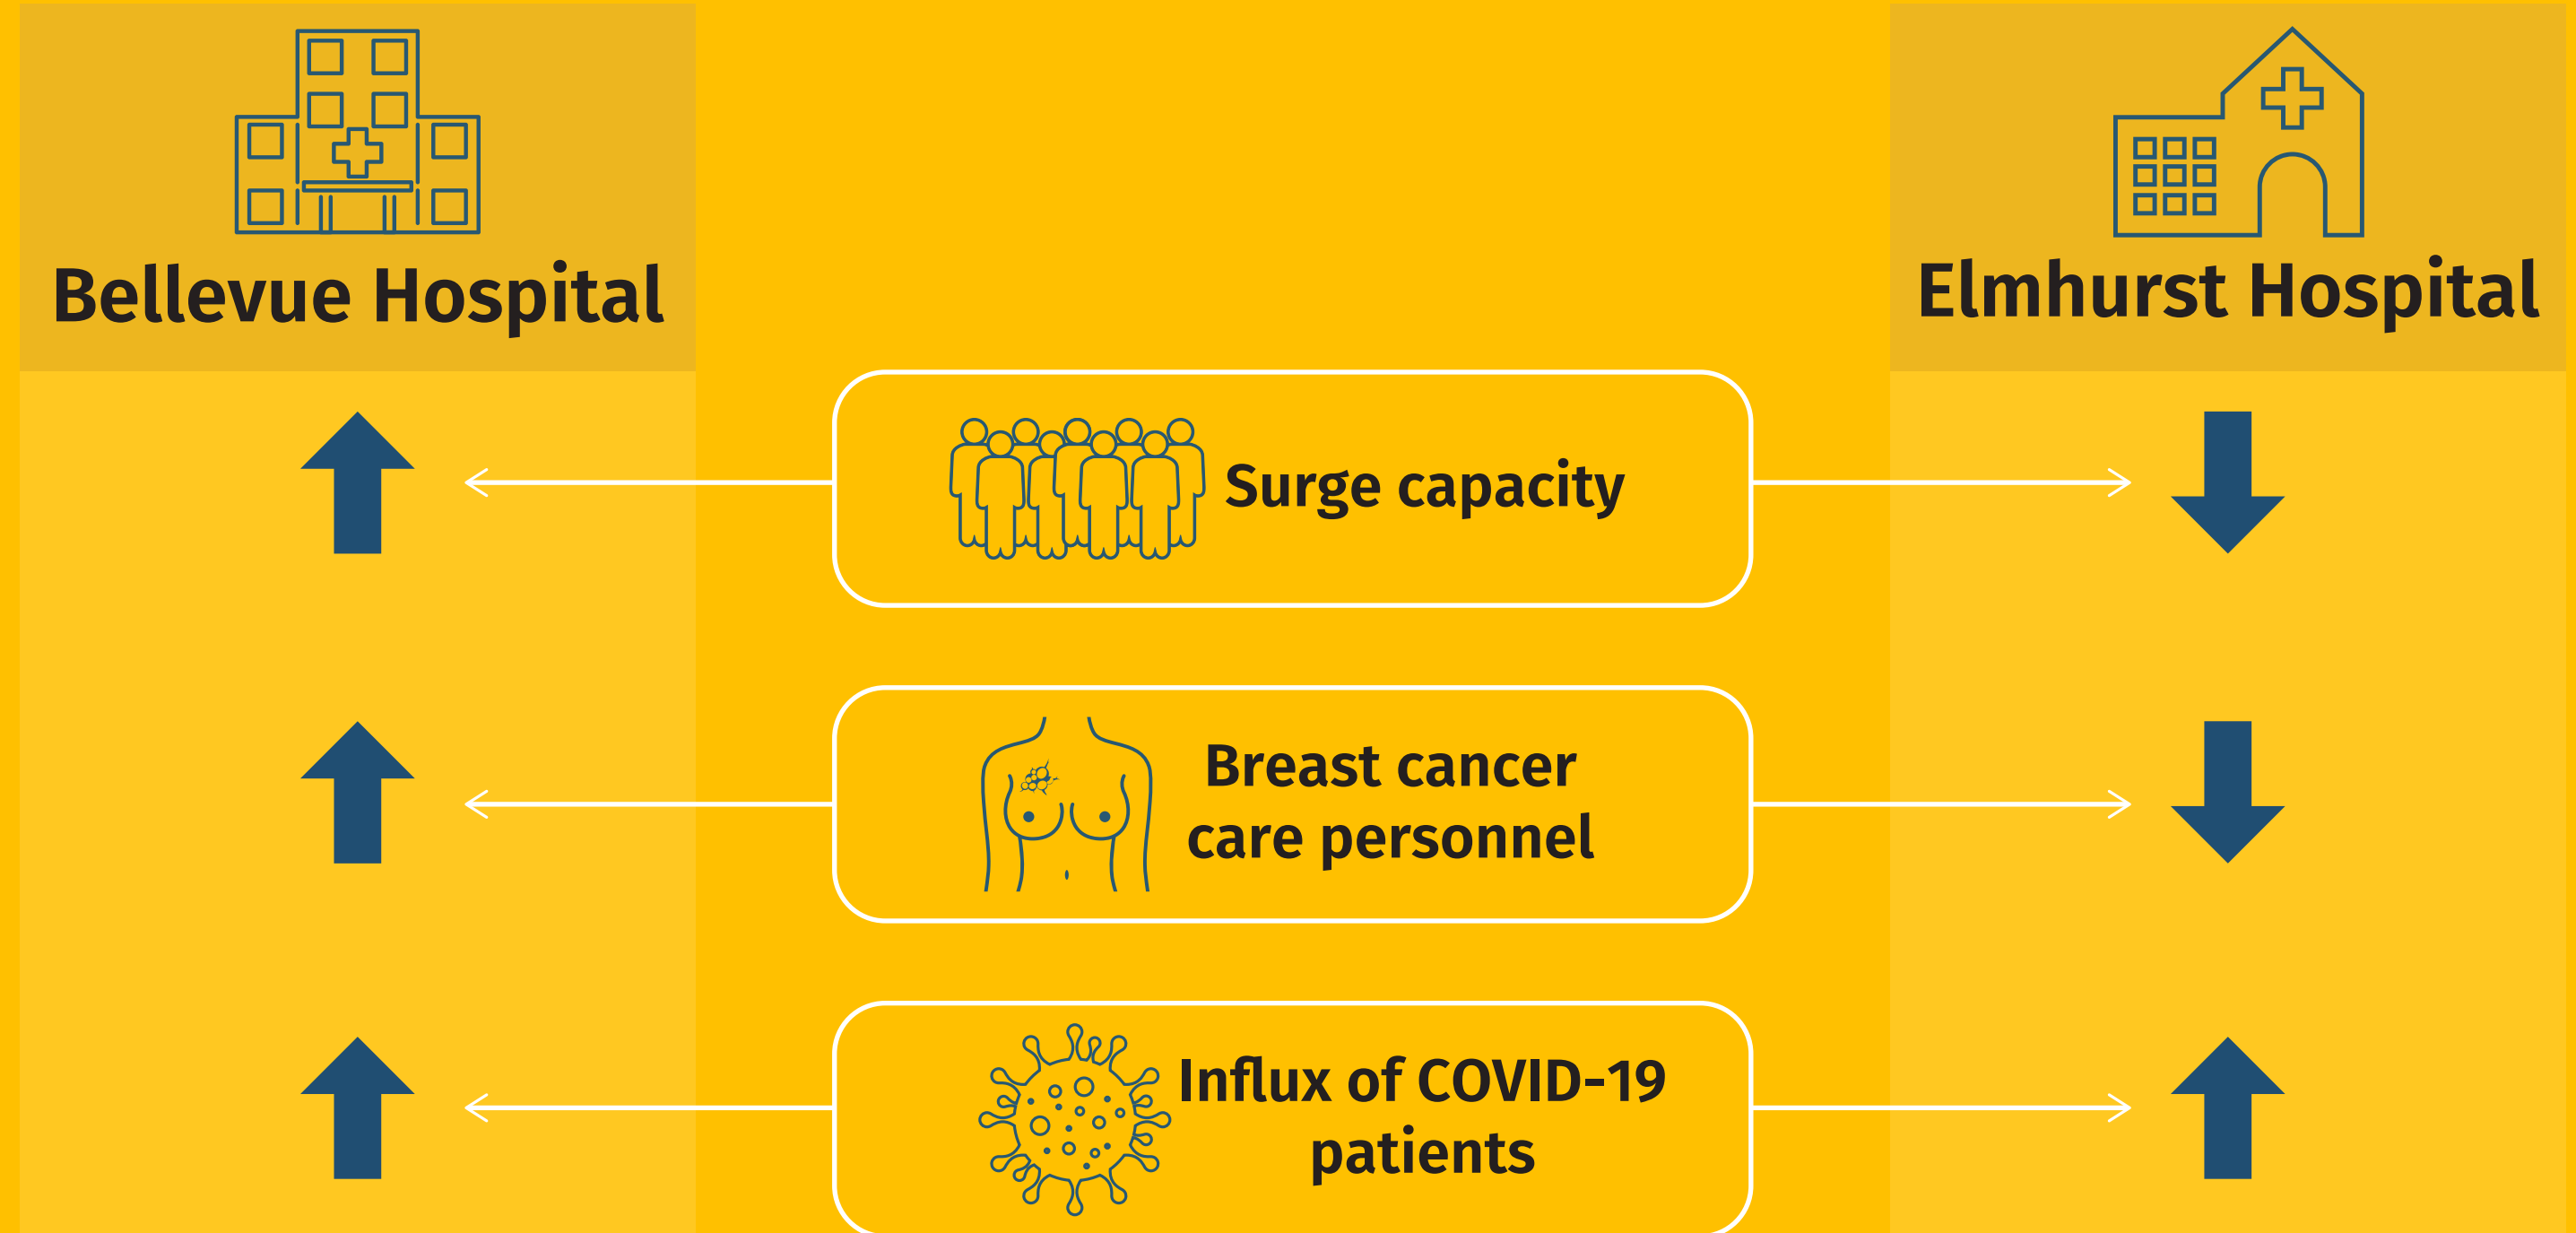 Bellevue Hospital
Elmhurst Hospital
Surge capacity
Breast cancer
care personnel
Influx of COVID-19
patients